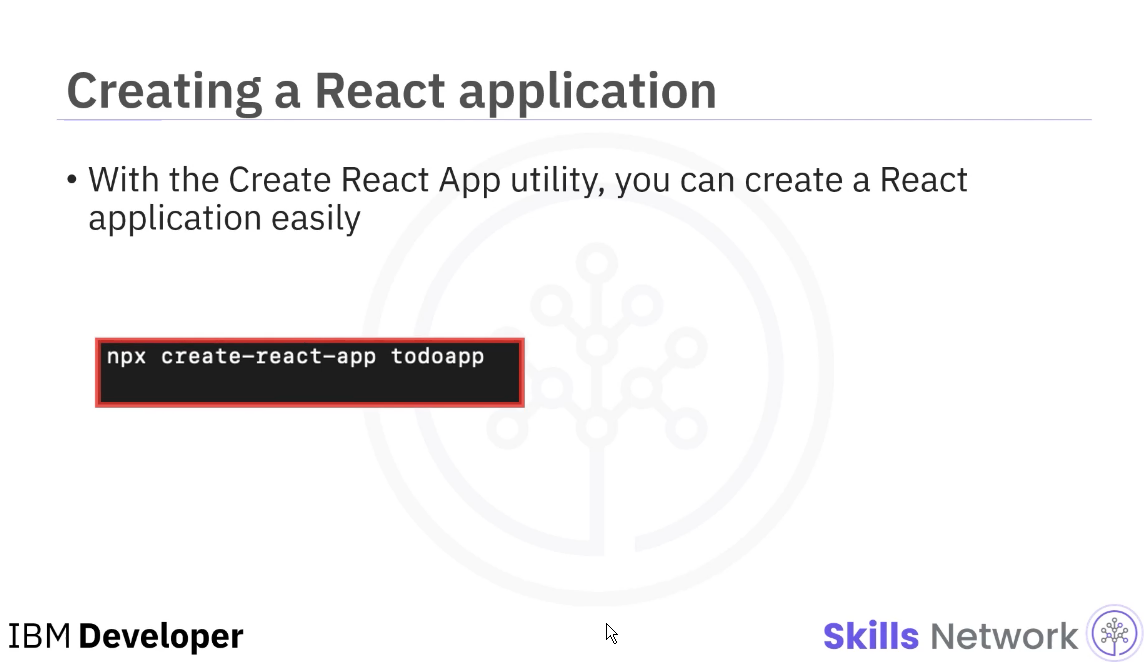 Creating a React application
• With the Create React App utility, you can create a React
application easily
npx create-react-app todoapp
IBM Developer
Skills Network